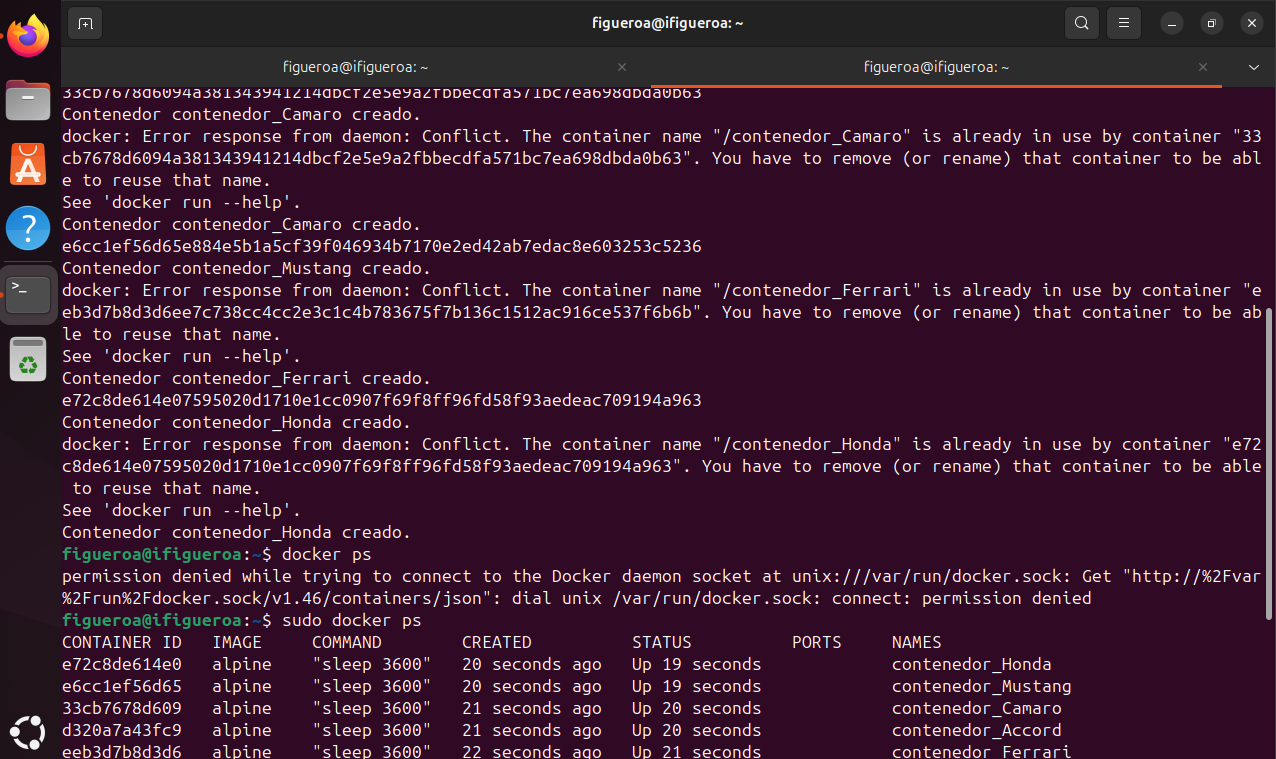 figueroa@ifigueroa: ~
figueroa@ifigueroa: ~
figueroa@ifigueroa: ~
33cb7678d6094a381343941214dbcf2e5e9a2fbbecdfa571bc7ea698dbda0b63
Contenedor contenedor_Camaro creado.
docker: Error response from daemon: Conflict. The container name "/contenedor_Camaro" is already in use by container "33
cb7678d6094a381343941214dbcf2e5e9a2fbbecdfa571bc7ea698dbda0b63". You have to remove (or rename) that container to be abl
e to reuse that name.
See 'docker run --help'.
Contenedor contenedor_Camaro creado.
e6cc1ef56d65e884e5b1a5cf39f046934b7170e2ed42ab7edac8e603253c5236
Contenedor contenedor_Mustang creado.
docker: Error response from daemon: Conflict. The container name "/contenedor_Ferrari" is already in use by container "e
eb3d7b8d3d6ee7c738cc4cc2e3c1c4b783675f7b136c1512ac916ce537f6b6b". You have to remove (or rename) that container to be ab
le to reuse that name.
See 'docker run --help'.
Contenedor contenedor_Ferrari creado.
e72c8de614e07595020d1710e1cc0907f69f8ff96fd58f93aedeac709194a963
Contenedor contenedor_Honda creado.
docker: Error response from daemon: Conflict. The container name "/contenedor_Honda" is already in use by container "e72
c8de614e07595020d1710e1cc0907f69f8ff96fd58f93aedeac709194a963". You have to remove (or rename) that container to be able
 to reuse that name.
See 'docker run --help'.
Contenedor contenedor_Honda creado.
figueroa@ifigueroa:~$ docker ps
permission denied while trying to connect to the Docker daemon socket at unix:///var/run/docker.sock: Get "http://%2Fvar
%2Frun%2Fdocker.sock/v1.46/containers/json": dial unix /var/run/docker.sock: connect: permission denied
figueroa@ifigueroa:~$ sudo docker ps
CONTAINER ID   IMAGE     COMMAND        CREATED          STATUS          PORTS     NAMES
e72c8de614e0   alpine    "sleep 3600"   20 seconds ago   Up 19 seconds             contenedor_Honda
e6cc1ef56d65   alpine    "sleep 3600"   20 seconds ago   Up 19 seconds             contenedor_Mustang
33cb7678d609   alpine    "sleep 3600"   21 seconds ago   Up 20 seconds             contenedor_Camaro
d320a7a43fc9   alpine    "sleep 3600"   21 seconds ago   Up 20 seconds             contenedor_Accord
eeb3d7b8d3d6   alpine    "sleep 3600"   22 seconds ago   Up 21 seconds             contenedor_Ferrari